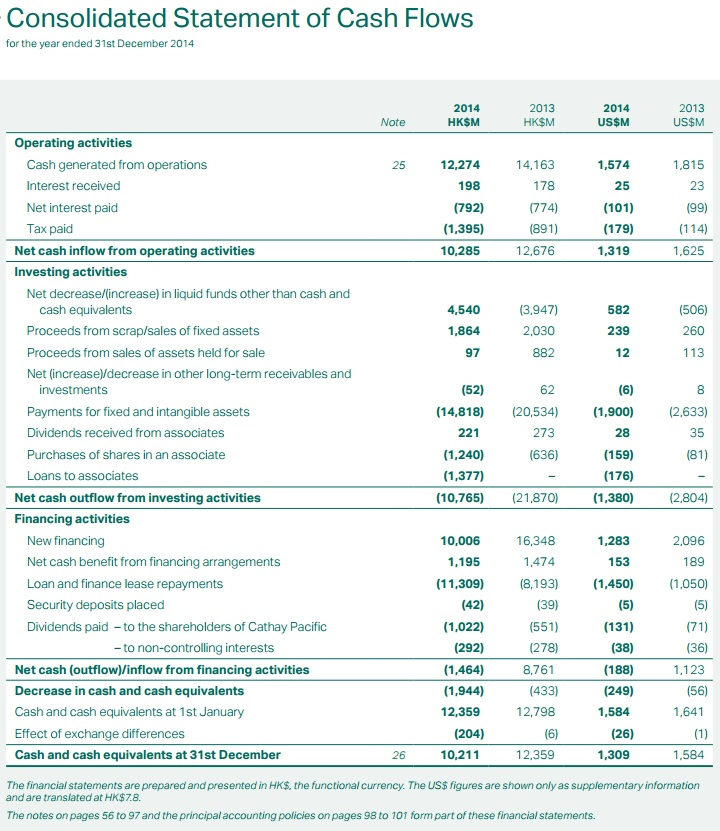 Consolidated Statement of Cash Flows
for the year ended 31st December 2014
2014 2013 2014 2013
Note HK$M HK$M US$M US$M
Operating activities
Cash generated from operations 25 12,274 14,163 1,574 1,815
Interest received 198 178 25 23
Net interest paid (792) (774) (101) (99)
Tax paid (1,395) (891) (179) (114)
Net cash inflow from operating activities 10,285 12,676 1,319 1,625
Investing activities
Net decrease/(increase) in liquid funds other than cash and
cash equivalents 4,540 (3,947) 582 (506)
Proceeds from scrap/sales of fixed assets 1,864 2,030 239 260
Proceeds from sales of assets held for sale 97 882 12 113
Net (increase)/decrease in other long-term receivables and
investments (52) 62 (6) 8
Payments for fixed and intangible assets (14,818) (20,534) (1,900) (2,633)
Dividends received from associates 221 273 28 35
Purchases of shares in an associate (1,240) (636) (159) (81)
Loans to associates (1,377) – (176) –
Net cash outflow from investing activities (10,765) (21,870) (1,380) (2,804)
Financing activities
New financing 10,006 16,348 1,283 2,096
Net cash benefit from financing arrangements 1,195 1,474 153 189
Loan and finance lease repayments (11,309) (8,193) (1,450) (1,050)
Security deposits placed (42) (39) (5) (5)
Dividends paid – to the shareholders of Cathay Pacific (1,022) (551) (131) (71)
– to non-controlling interests (292) (278) (38) (36)
Net cash (outflow)/inflow from financing activities (1,464) 8,761 (188) 1,123
Decrease in cash and cash equivalents (1,944) (433) (249) (56)
Cash and cash equivalents at 1st January 12,359 12,798 1,584 1,641
Effect of exchange differences (204) (6) (26) (1)
Cash and cash equivalents at 31st December 26 10,211 12,359 1,309 1,584
The financial statements are prepared and presented in HK$, the functional currency. The US$ figures are shown only as supplementary information
and are translated at HK$7.8.
The notes on pages 56 to 97 and the principal accounting policies on pages 98 to 101 form part of these financial statements.